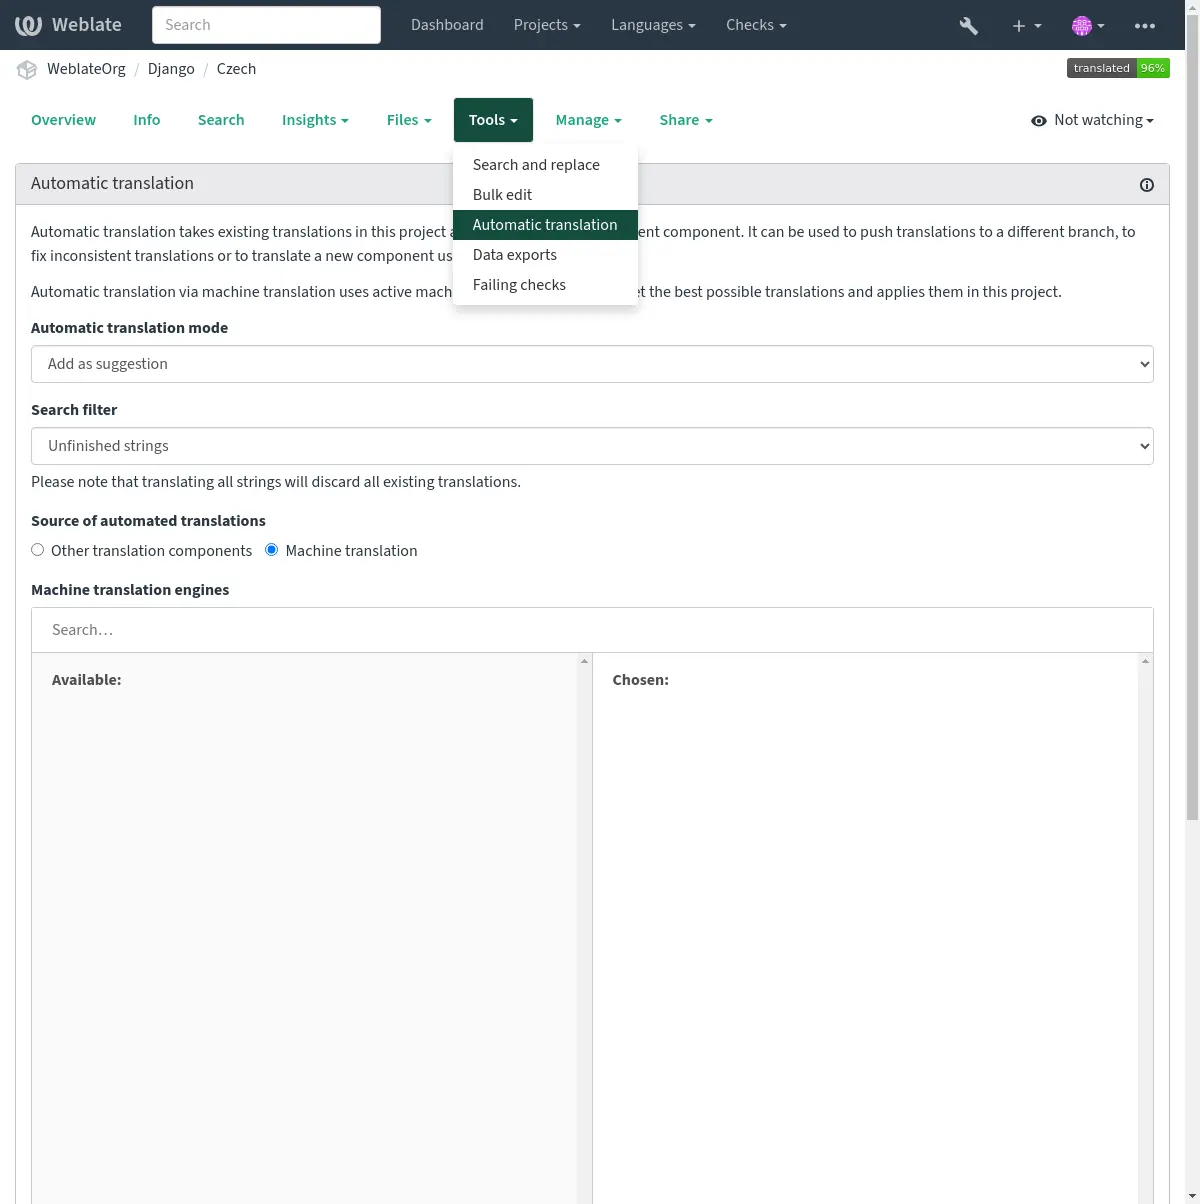 Weblate
Search
Dashboard
Projects
Languages
Checks
WeblateOrg / Django / Czech
translated 96%
Overview
Info
Search
Insights
Files
Tools
Manage
Share
Not watching
Search and replace
Bulk edit
Automatic translation
Data exports
Failing checks
Automatic translation
Automatic translation takes existing translations in this project ent component. It can be used to push translations to a different branch, to
fix inconsistent translations or to translate a new component us
Automatic translation via machine translation uses active mach t the best possible translations and applies them in this project.
Automatic translation mode
Add as suggestion
Search filter
Unfinished strings
Please note that translating all strings will discard all existing translations.
Source of automated translations
Other translation components
Machine translation
Machine translation engines
Search…
Available:
Chosen: